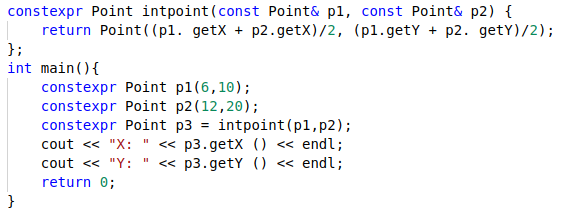 constexpr Point intpoint(const Point& p1, const Point& p2) {
    return Point((p1. getX + p2.getX)/2, (p1.getY + p2. getY)/2);
};
int main(){
    constexpr Point p1(6,10);
    constexpr Point p2(12,20);
    constexpr Point p3 = intpoint(p1,p2);
    cout << "X: " << p3.getX () << endl;
    cout << "Y: " << p3.getY () << endl;
    return 0;
}